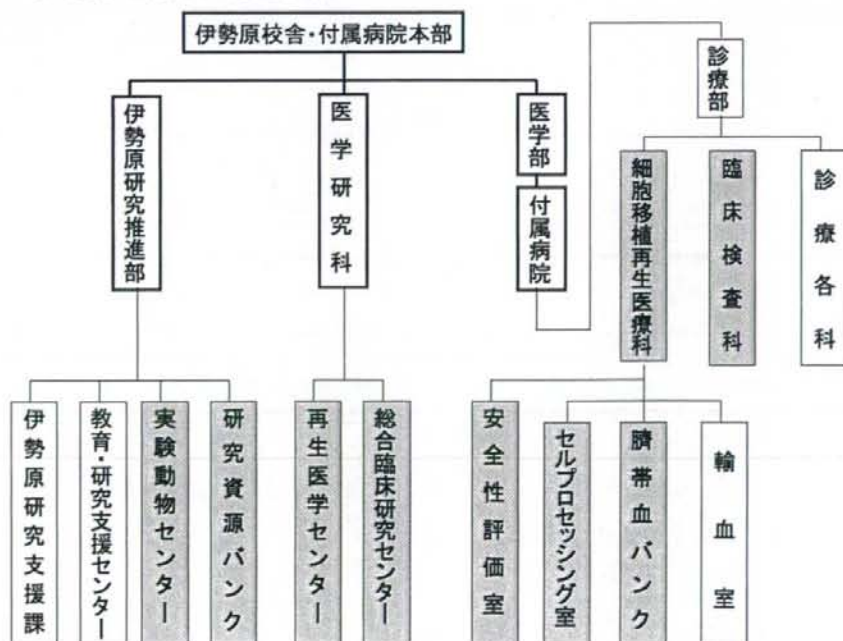 伊勢原校舎・付属病院本部
伊勢原研究推進部
医学研究科
医学部
付属病院
診療部
細胞移植再生医療科
臨床検査科
診療各科
伊勢原研究支援課
教育・研究支援センター
実験動物センター
研究資源バンク
再生医学センター
総合臨床研究センター
安全性評価室
セルプロセッシング室
臍帯血バンク
輸血室